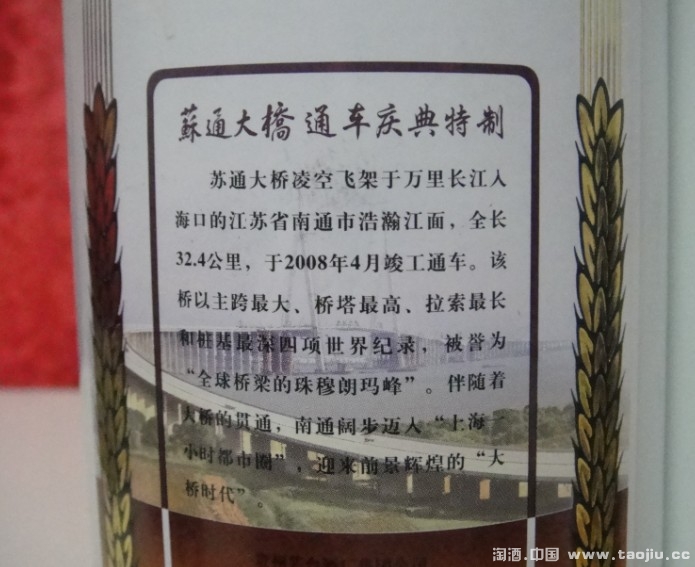 蘇通大橋通车庆典特制
苏通大桥凌空飞架于万里长江入
海口的江苏省南通市浩瀚江面，全长
32.4公里，于2008年4月竣工通车。该
桥以主跨最大、桥塔最高、拉索最长
和桩基最深四项世界纪录，被誉为
“全球桥梁的珠穆朗玛峰”。伴随着
大桥的贯通，南通阔步迈入“上海一
小时都市圈”，迎来前景辉煌的“大
桥时代”。
淘酒.中国 www.taojiu.cc